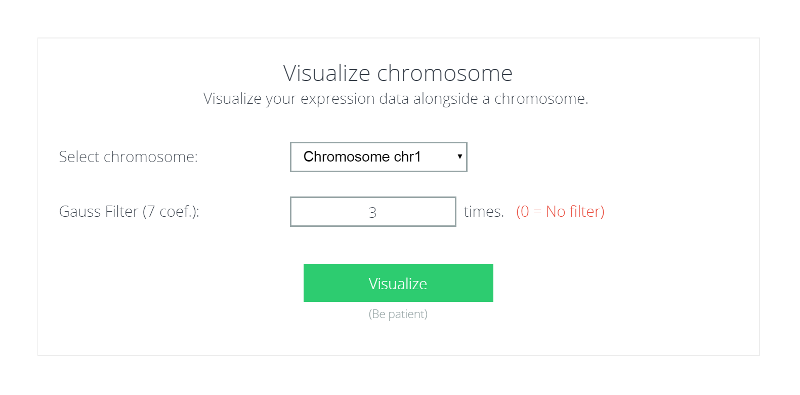 Visualize chromosome
Visualize your expression data alongside a chromosome.
Select chromosome: Chromosome chr1
Gauss Filter (7 coef.): 3 times. (0 = No filter)
Visualize
(Be patient)